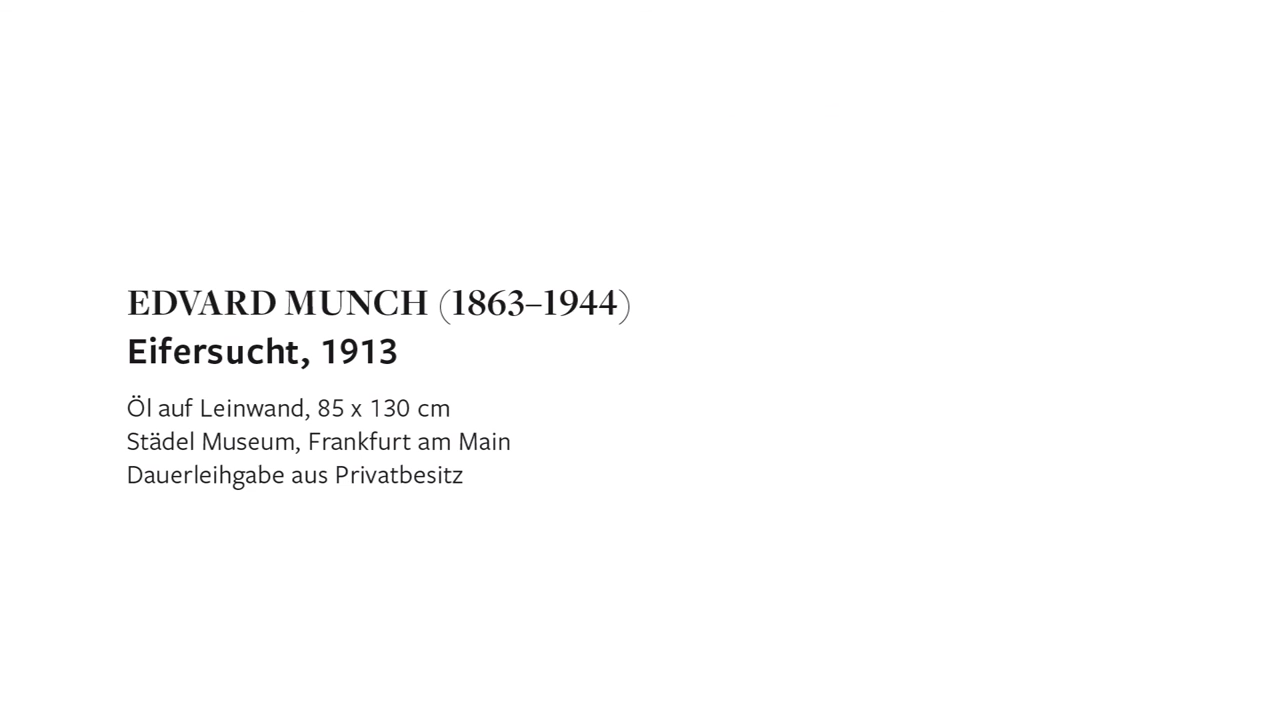 EDVARD MUNCH (1863–1944)
Eifersucht, 1913
Öl auf Leinwand, 85 x 130 cm
Städel Museum, Frankfurt am Main
Dauerleihgabe aus Privatbesitz